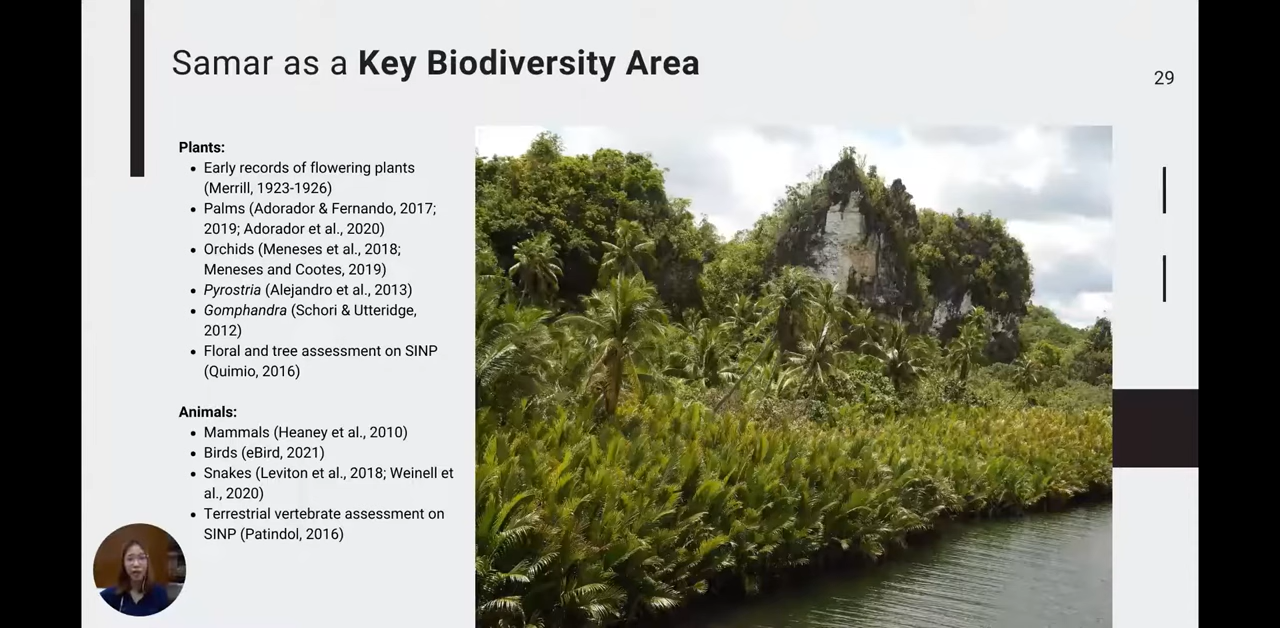 Samar as a Key Biodiversity Area
29
Plants:
• Early records of flowering plants
(Merrill, 1923-1926)
• Palms (Adorador & Fernando, 2017;
2019; Adorador et al., 2020)
• Orchids (Meneses et al., 2018;
Meneses and Cootes, 2019)
• Pyrostria (Alejandro et al., 2013)
• Gomphandra (Schori & Utteridge,
2012)
• Floral and tree assessment on SINP
(Quimio, 2016)
Animals:
• Mammals (Heaney et al., 2010)
• Birds (eBird, 2021)
• Snakes (Leviton et al., 2018; Weinell et
al., 2020)
• Terrestrial vertebrate assessment on
SINP (Patindol, 2016)